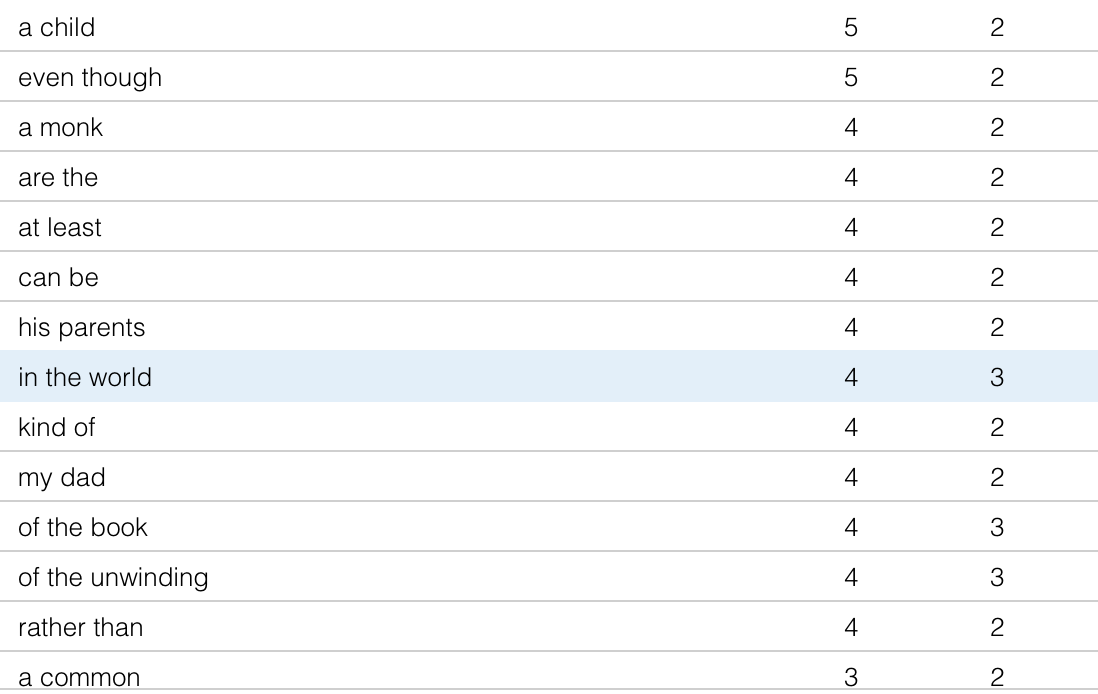 a child 5 2
even though 5 2
a monk 4 2
are the 4 2
at least 4 2
can be 4 2
his parents 4 2
in the world 4 3
kind of 4 2
my dad 4 2
of the book 4 3
of the unwinding 4 3
rather than 4 2
a common 3 2